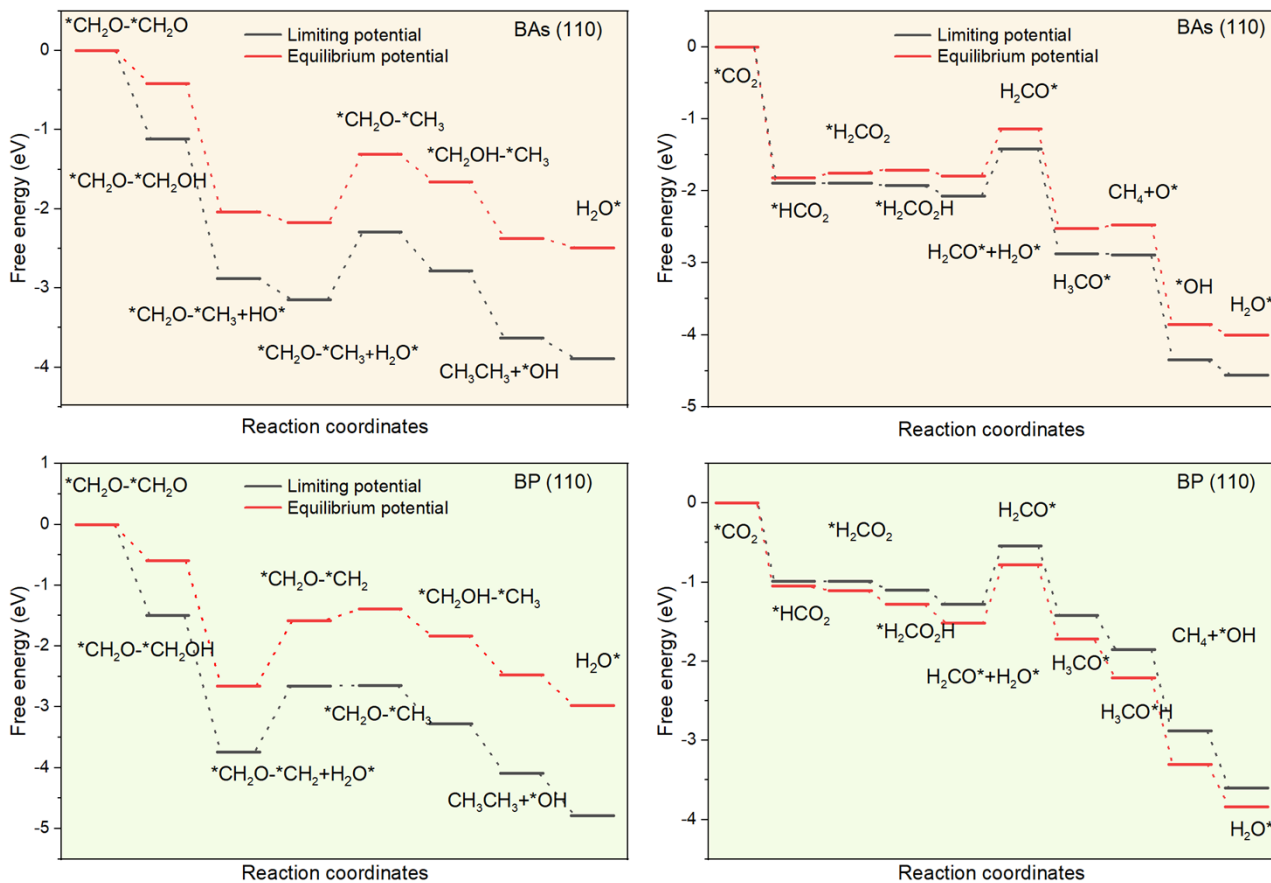 *CH₂O-*CH₂O
BAs (110)
Limiting potential
Equilibrium potential
*CH₂O-*CH₃
*CH₂OH-*CH₃
*CH₂O-*CH₂OH
H₂O*
*CH₂O-*CH₃+HO*
*CH₂O-*CH₃+H₂O*
CH₃CH₃+*OH
0
-1
-2
-3
-4
Free energy (eV)
Reaction coordinates
BAs (110)
Limiting potential
Equilibrium potential
*CO₂
H₂CO*
*H₂CO₂
*HCO₂
*H₂CO₂H
CH₄+O*
H₂CO*+H₂O*
H₃CO*
*OH
H₂O*
0
-1
-2
-3
-4
-5
Free energy (eV)
Reaction coordinates
*CH₂O-*CH₂O
BP (110)
Limiting potential
Equilibrium potential
*CH₂O-*CH₂
*CH₂OH-*CH₃
*CH₂O-*CH₂OH
H₂O*
*CH₂O-*CH₃
*CH₂O-*CH₂+H₂O*
CH₃CH₃+*OH
1
0
-1
-2
-3
-4
-5
Free energy (eV)
Reaction coordinates
BP (110)
Limiting potential
Equilibrium potential
H₂CO*
*CO₂
*H₂CO₂
*HCO₂
*H₂CO₂H
CH₄+*OH
H₂CO*+H₂O*
H₃CO*
H₃CO*H
H₂O*
0
-1
-2
-3
-4
Free energy (eV)
Reaction coordinates